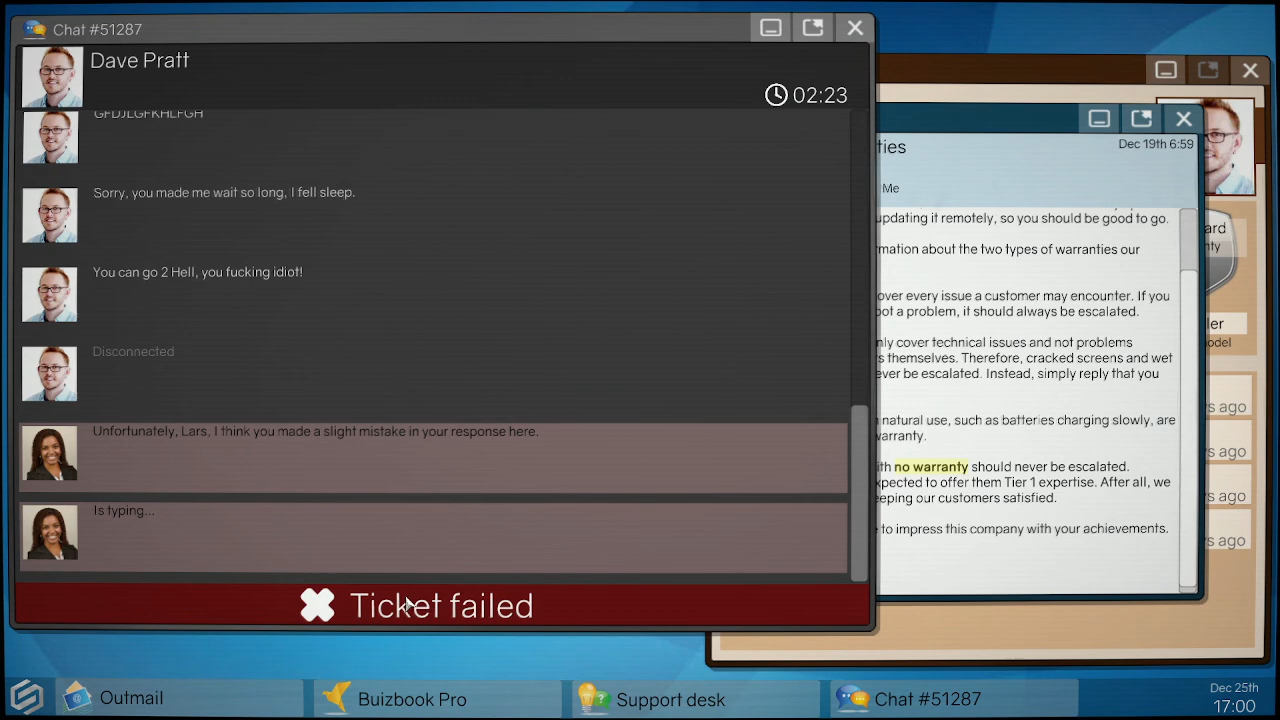 Chat #51287
Dave Pratt
02:23
GFDJLGFKHLFGH
Sorry, you made me wait so long, I fell sleep.
You can go 2 Hell, you fucking idiot!
Disconnected
Unfortunately, Lars, I think you made a slight mistake in your response here.
Is typing...
Ticket failed
ties
Dec 19th 6:59
Me
updating it remotely, so you should be good to go.
mation about the two types of warranties our
over every issue a customer may encounter. If you
oot a problem, it should always be escalated.
nly cover technical issues and not problems
s themselves. Therefore, cracked screens and wet
ever be escalated. Instead, simply reply that you
n natural use, such as batteries charging slowly, are
warranty.
ith no warranty should never be escalated.
xpected to offer them Tier 1 expertise. After all, we
eeping our customers satisfied.
e to impress this company with your achievements.
ard
nty
ler
odel
s ago
s ago
s ago
s ago
Outmail
Buizbook Pro
Support desk
Chat #51287
Dec 25th
17:00